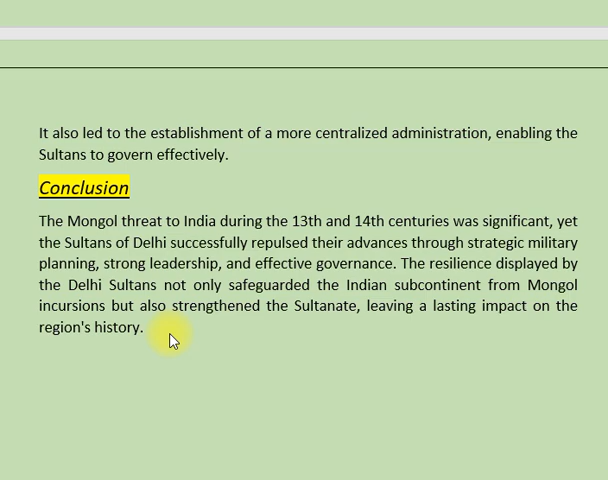 It also led to the establishment of a more centralized administration, enabling the
Sultans to govern effectively.
Conclusion
The Mongol threat to India during the 13th and 14th centuries was significant, yet
the Sultans of Delhi successfully repulsed their advances through strategic military
planning, strong leadership, and effective governance. The resilience displayed by
the Delhi Sultans not only safeguarded the Indian subcontinent from Mongol
incursions but also strengthened the Sultanate, leaving a lasting impact on the
region's history.